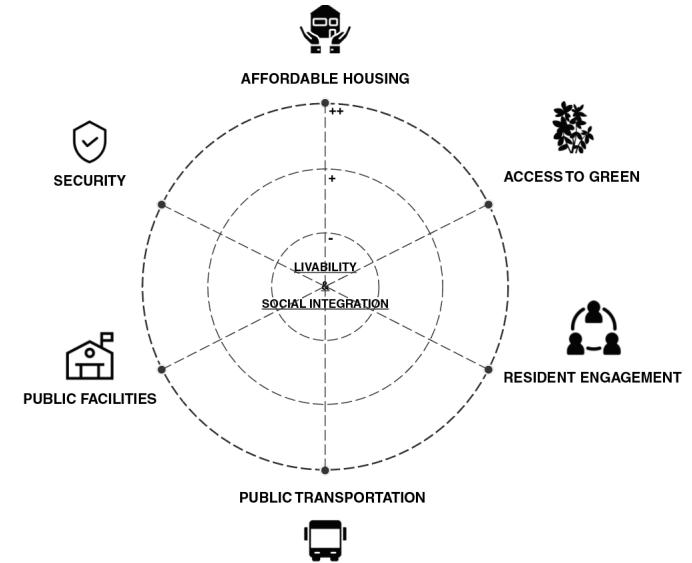 AFFORDABLE HOUSING
++
SECURITY
ACCESS TO GREEN
+
-
LIVABILITY
&
SOCIAL INTEGRATION
PUBLIC FACILITIES
RESIDENT ENGAGEMENT
PUBLIC TRANSPORTATION